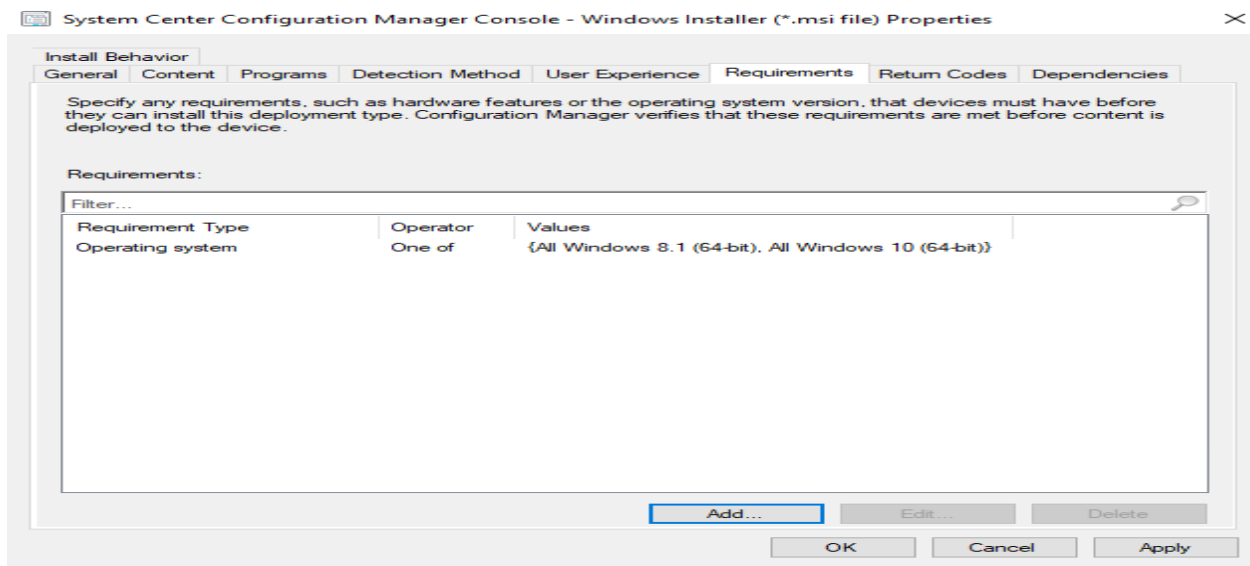 System Center Configuration Manager Console - Windows Installer (*.msi file) Properties
Install Behavior
General Content Programs Detection Method User Experience Requirements Return Codes Dependencies
Specify any requirements, such as hardware features or the operating system version, that devices must have before
they can install this deployment type. Configuration Manager verifies that these requirements are met before content is
deployed to the device.
Requirements:
Filter...
Requirement Type Operator Values
Operating system One of {All Windows 8.1 (64-bit), All Windows 10 (64-bit)}
Add... Edit... Delete
OK Cancel Apply